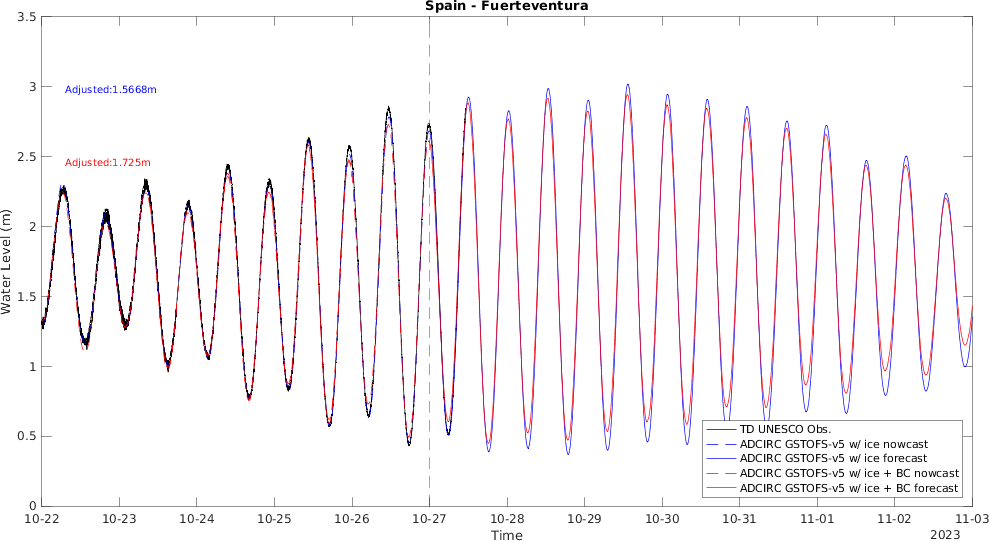 Spain - Fuerteventura
3.5
3
2.5
2
1.5
1
0.5
0
Water Level (m)
Adjusted:1.5668m
Adjusted:1.725m
TD UNESCO Obs.
ADCIRC GSTOFS-v5 w/ ice nowcast
ADCIRC GSTOFS-v5 w/ ice forecast
ADCIRC GSTOFS-v5 w/ ice + BC nowcast
ADCIRC GSTOFS-v5 w/ ice + BC forecast
10-22 10-23 10-24 10-25 10-26 10-27 10-28 10-29 10-30 10-31 11-01 11-02 11-03
Time
2023